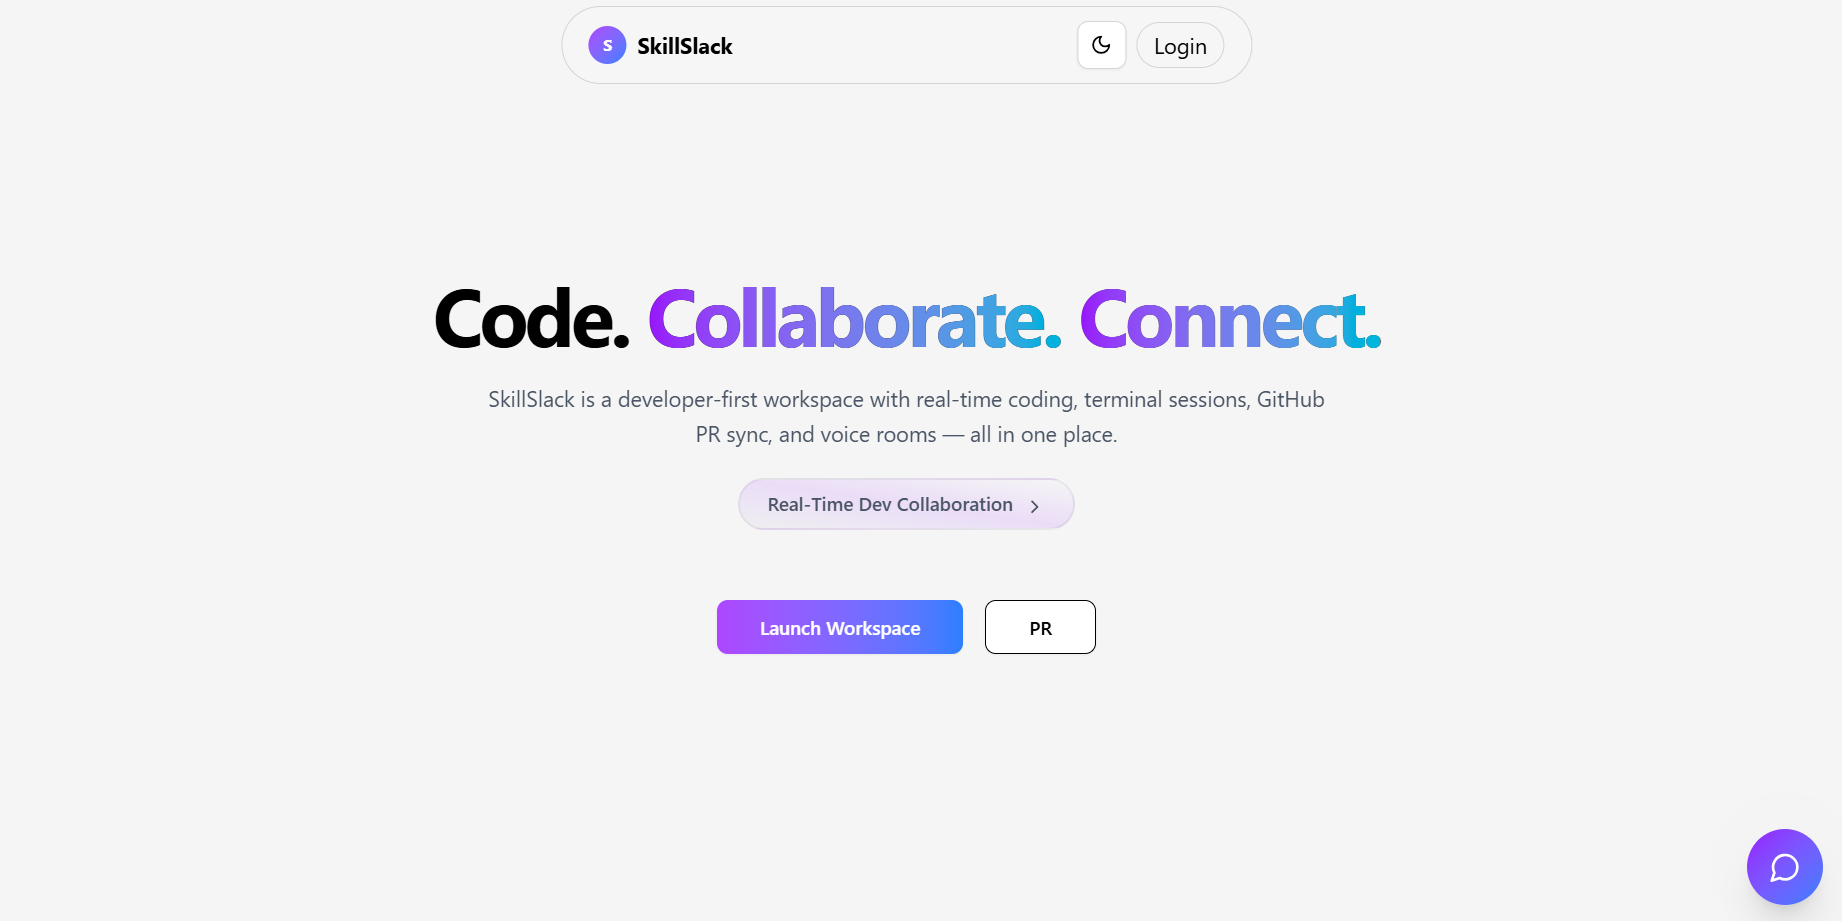 S SkillSlack Login
Code. Collaborate. Connect.
SkillSlack is a developer-first workspace with real-time coding, terminal sessions, GitHub
PR sync, and voice rooms — all in one place.
Real-Time Dev Collaboration
Launch Workspace PR